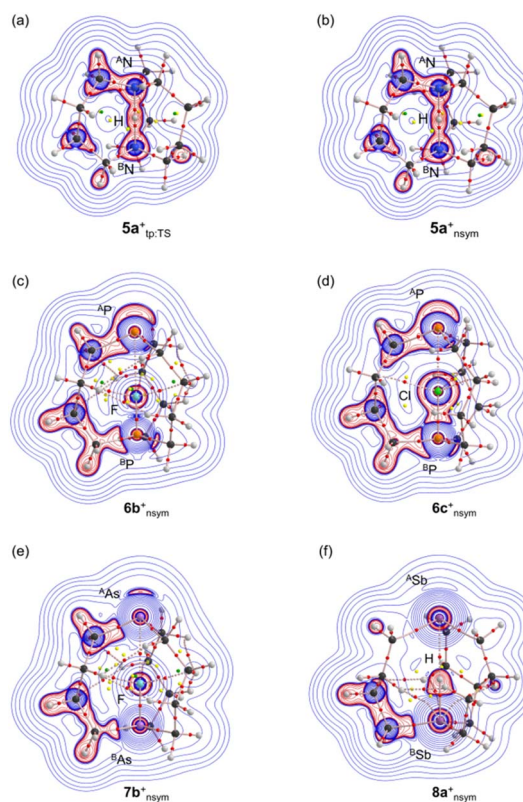 (a)
(b)
ᴬN
ᴬN
H
H
ᴮN
ᴮN
5a⁺tp:TS
5a⁺nsym
(c)
(d)
ᴬP
ᴬP
F
Cl
ᴮP
ᴮP
6b⁺nsym
6c⁺nsym
(e)
(f)
ᴬAs
ᴬSb
H
F
ᴮAs
ᴮSb
7b⁺nsym
8a⁺nsym